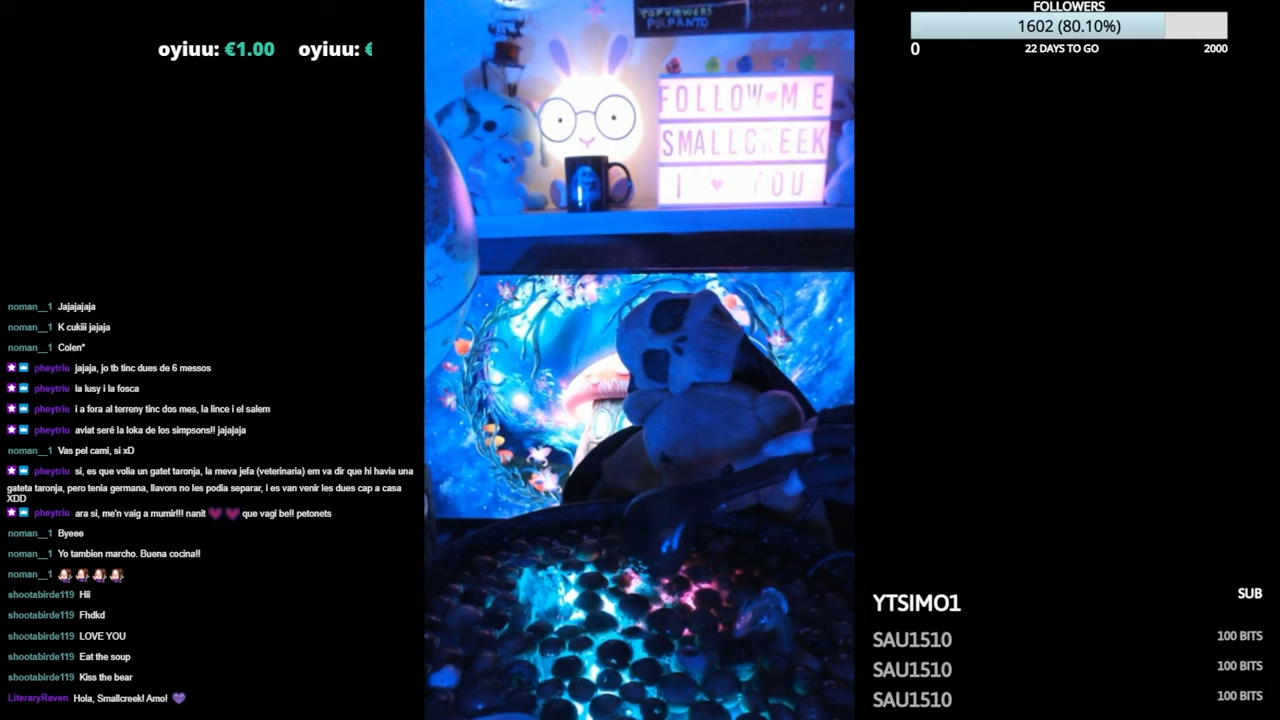 FOLLOWERS
1602 (80.10%)
0
22 DAYS TO GO
2000
oyiuu: €1.00 oyiuu: €
TOFVOWERS
PULPANTO
FOLLOW♥ME
SMALLCREEK
I ♥ YOU
noman__1 Jajajajaja
noman__1 K cukiii jajaja
noman__1 Colen*
pheytriu jajaja, jo tb tinc dues de 6 messos
pheytriu la lusy i la fosca
pheytriu i a fora al terreny tinc dos mes, la lince i el salem
pheytriu aviat seré la loka de los simpsons!! jajajaja
noman__1 Vas pel cami, si xD
pheytriu si, es que volia un gatet taronja, la meva jefa (veterinaria) em va dir que hi havia una
gateta taronja, pero tenia germana, llavors no les podia separar, i es van venir les dues cap a casa
XDD
pheytriu ara si, me'n vaig a mumir!!! nanit 💜 💜 que vagi be!! petonets
noman__1 Byeee
noman__1 Yo tambien marcho. Buena cocina!!
noman__1
shootabirde119 Hii
shootabirde119 Fhdkd
shootabirde119 LOVE YOU
shootabirde119 Eat the soup
shootabirde119 Kiss the bear
LiteraryRaven Hola, Smallcreek! Amo! 💜
YTSIMO1 SUB
SAU1510 100 BITS
SAU1510 100 BITS
SAU1510 100 BITS